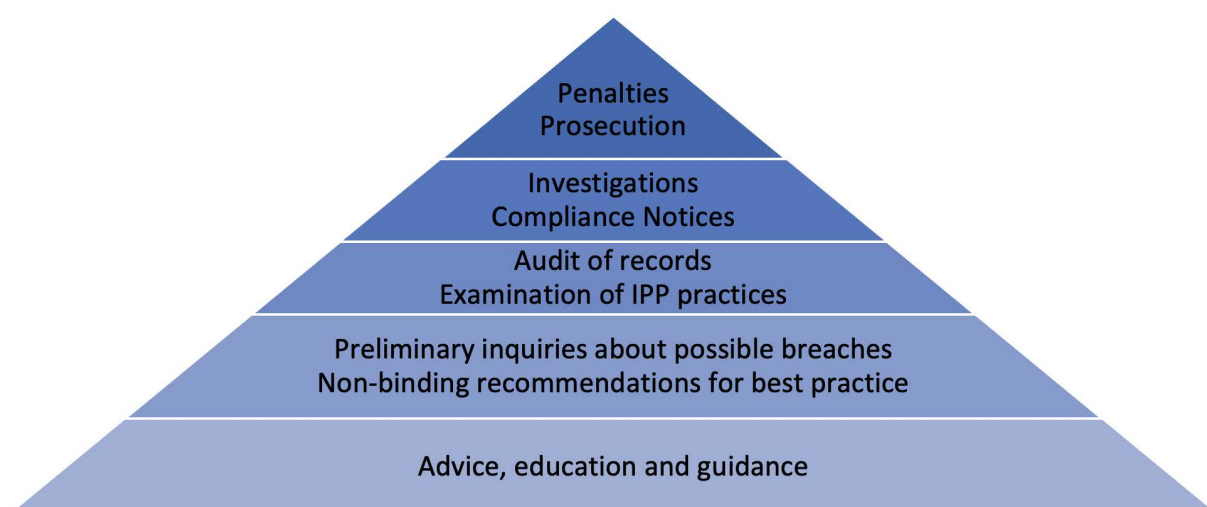 Penalties
Prosecution
Investigations
Compliance Notices
Audit of records
Examination of IPP practices
Preliminary inquiries about possible breaches
Non-binding recommendations for best practice
Advice, education and guidance